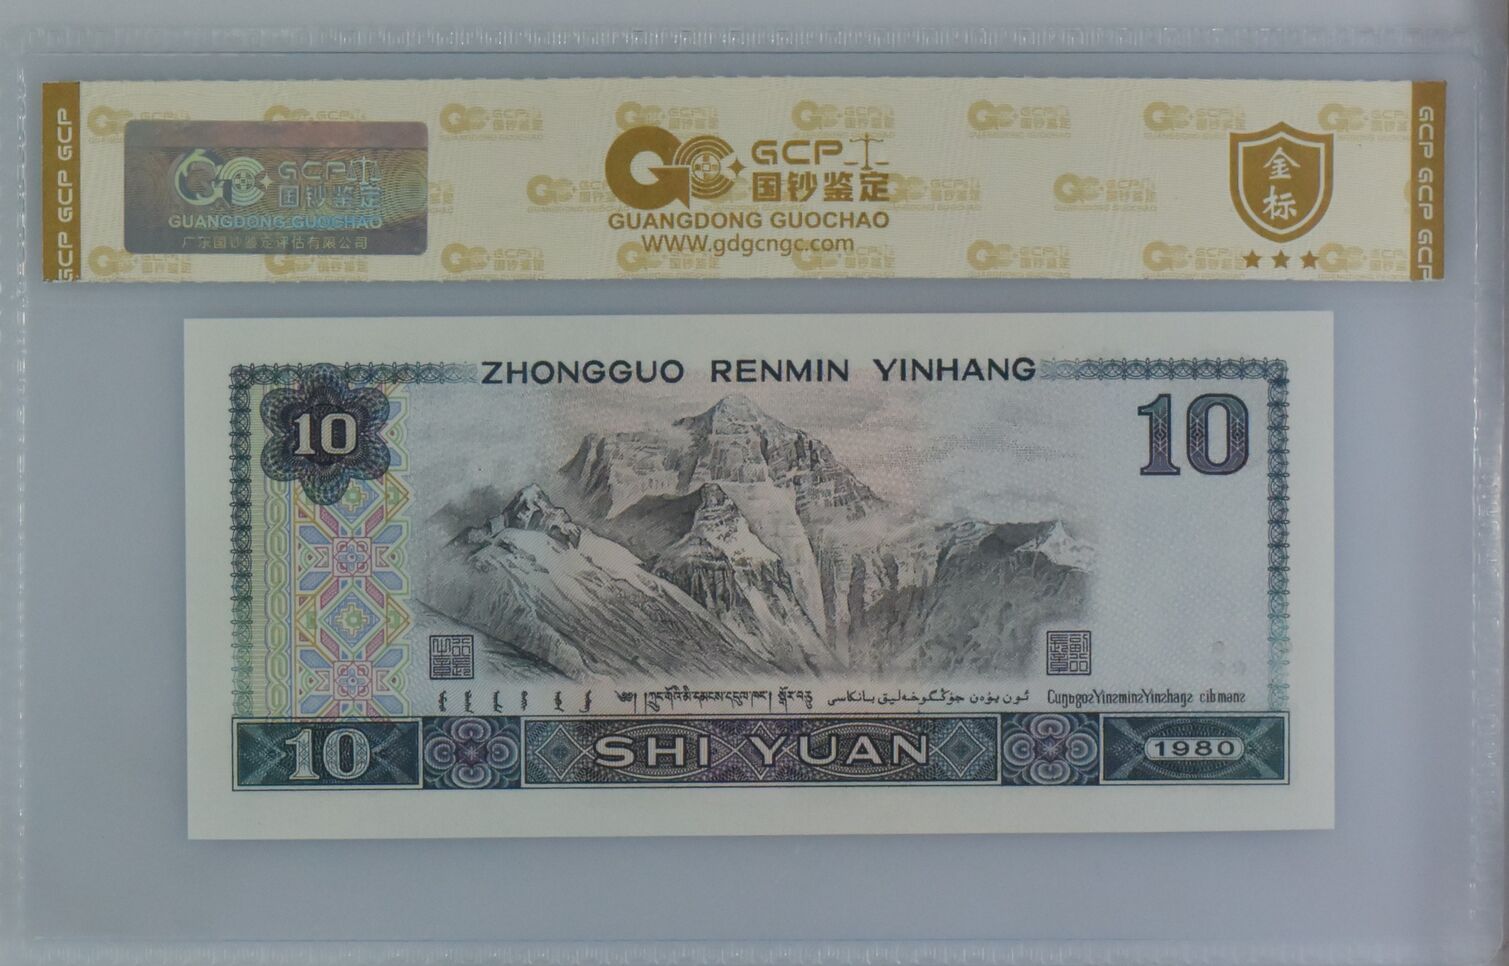 GCP GCP GCP
GCP
国钞鉴定
GUANGDONG GUOCHAO
广东国钞鉴定评估有限公司
GCP
国钞鉴定
GUANGDONG GUOCHAO
WWW.gdgcngc.com
金
标
GCP GCP GCP
ZHONGGUO RENMIN YINHANG
10
10
10
SHI YUAN
1980